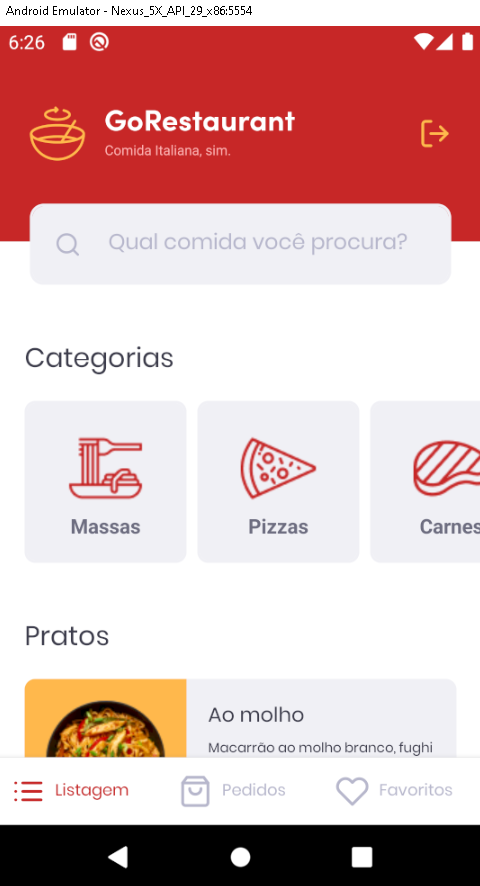 Android Emulator - Nexus_5X_API_29_x86:5554
6:26
GoRestaurant
Comida Italiana, sim.
Qual comida você procura?
Categorias
Massas
Pizzas
Carnes
Pratos
Ao molho
Macarrão ao molho branco, fughi
Listagem
Pedidos
Favoritos